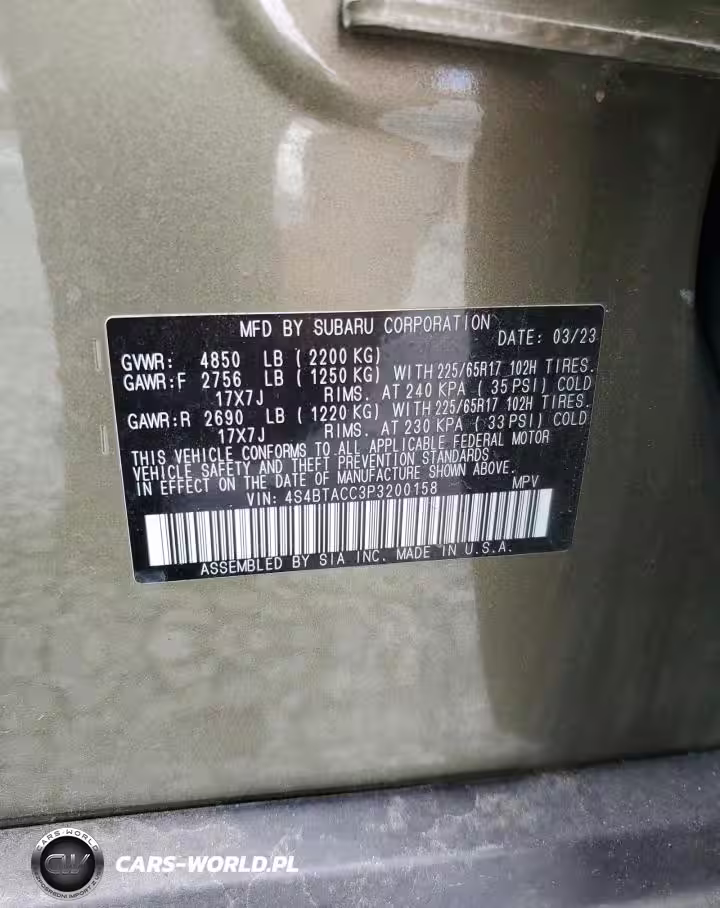 MFD BY SUBARU CORPORATION
DATE: 03/23
GVWR: 4850 LB ( 2200 KG)
GAWR:F 2756 LB ( 1250 KG) WITH 225/65R17 102H TIRES.
17X7J RIMS. AT 240 KPA ( 35 PSI) COLD
GAWR:R 2690 LB ( 1220 KG) WITH 225/65R17 102H TIRES.
17X7J RIMS. AT 230 KPA ( 33 PSI) COLD
THIS VEHICLE CONFORMS TO ALL APPLICABLE FEDERAL MOTOR
VEHICLE SAFETY AND THEFT PREVENTION STANDARDS
IN EFFECT ON THE DATE OF MANUFACTURE SHOWN ABOVE.
VIN: 4S4BTACC3P3200158 MPV
ASSEMBLED BY SIA INC. MADE IN U.S.A.
CARS-WORLD
CW
CARS-WORLD.PL